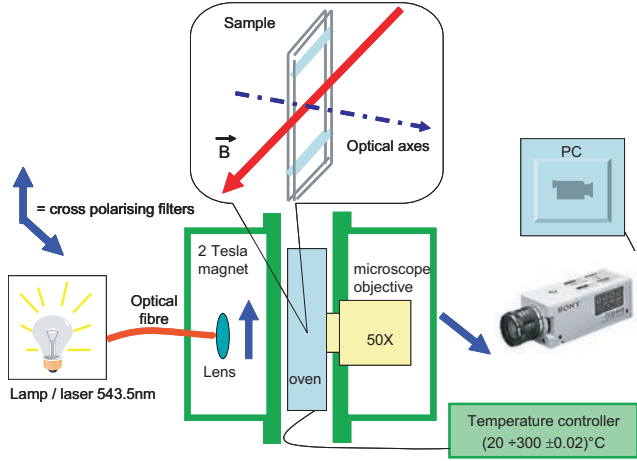 Sample
B
Optical axes
PC
= cross polarising filters
2 Tesla
magnet
microscope
objective
Optical
fibre
50X
Lens
oven
SONY
Lamp / laser 543.5nm
Temperature controller
(20 ÷300 ±0.02)°C